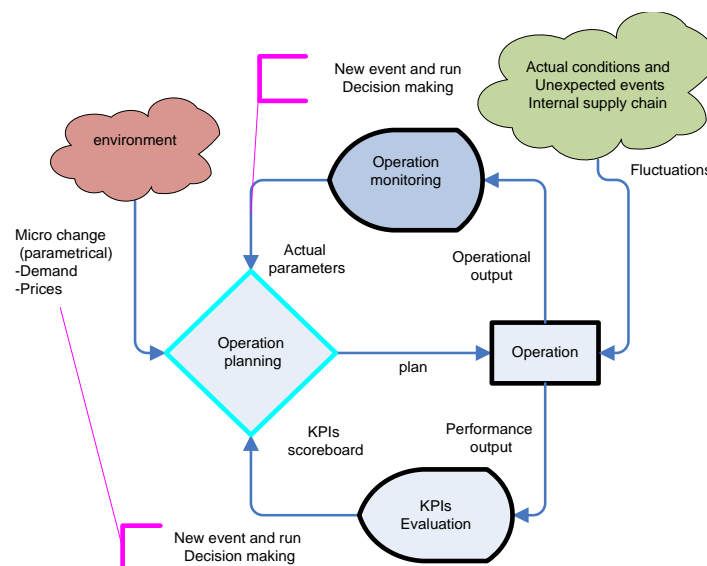 New event and run
Decision making
Actual conditions and
Unexpected events
Internal supply chain
environment
Operation
monitoring
Fluctuations
Micro change
(parametrical)
-Demand
-Prices
Actual
parameters
Operational
output
Operation
planning
plan
Operation
KPIs
scoreboard
Performance
output
KPIs
Evaluation
New event and run
Decision making